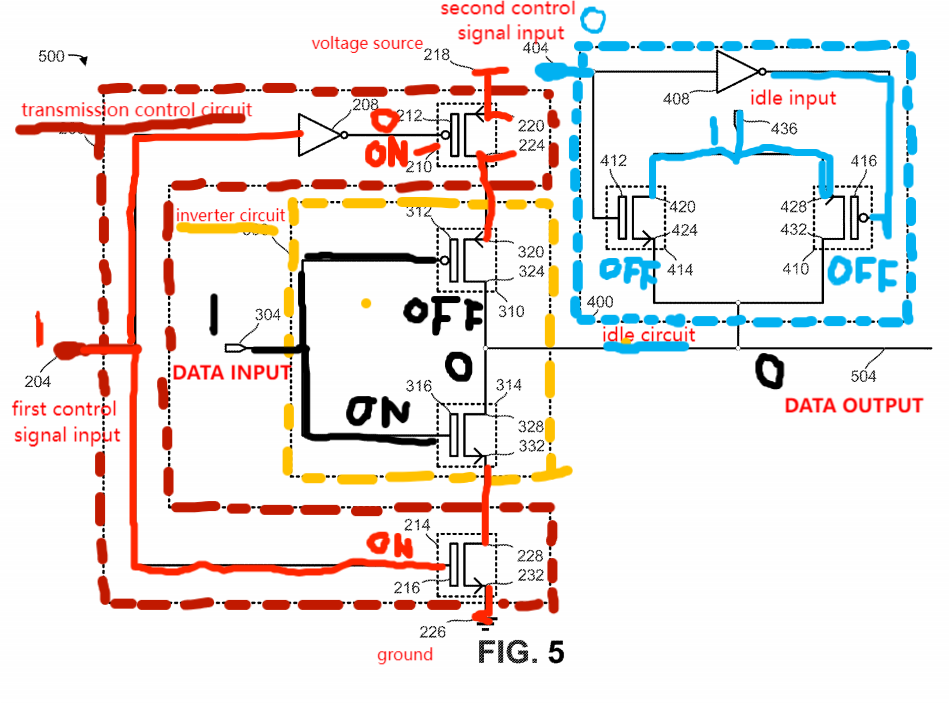 second control
signal input
0
500
voltage source
218
404
408
idle input
transmission control circuit
208
0
212
220
ON
210
224
1
436
412
416
inverter circuit
312
420
428
320
424
432
324
OFF
414
410
OFF
OFF
310
400
1
304
idle circuit
1
0
204
DATA INPUT
316
314
0
504
first control
signal input
ON
328
DATA OUTPUT
332
214
ON
228
216
232
226
ground
FIG. 5